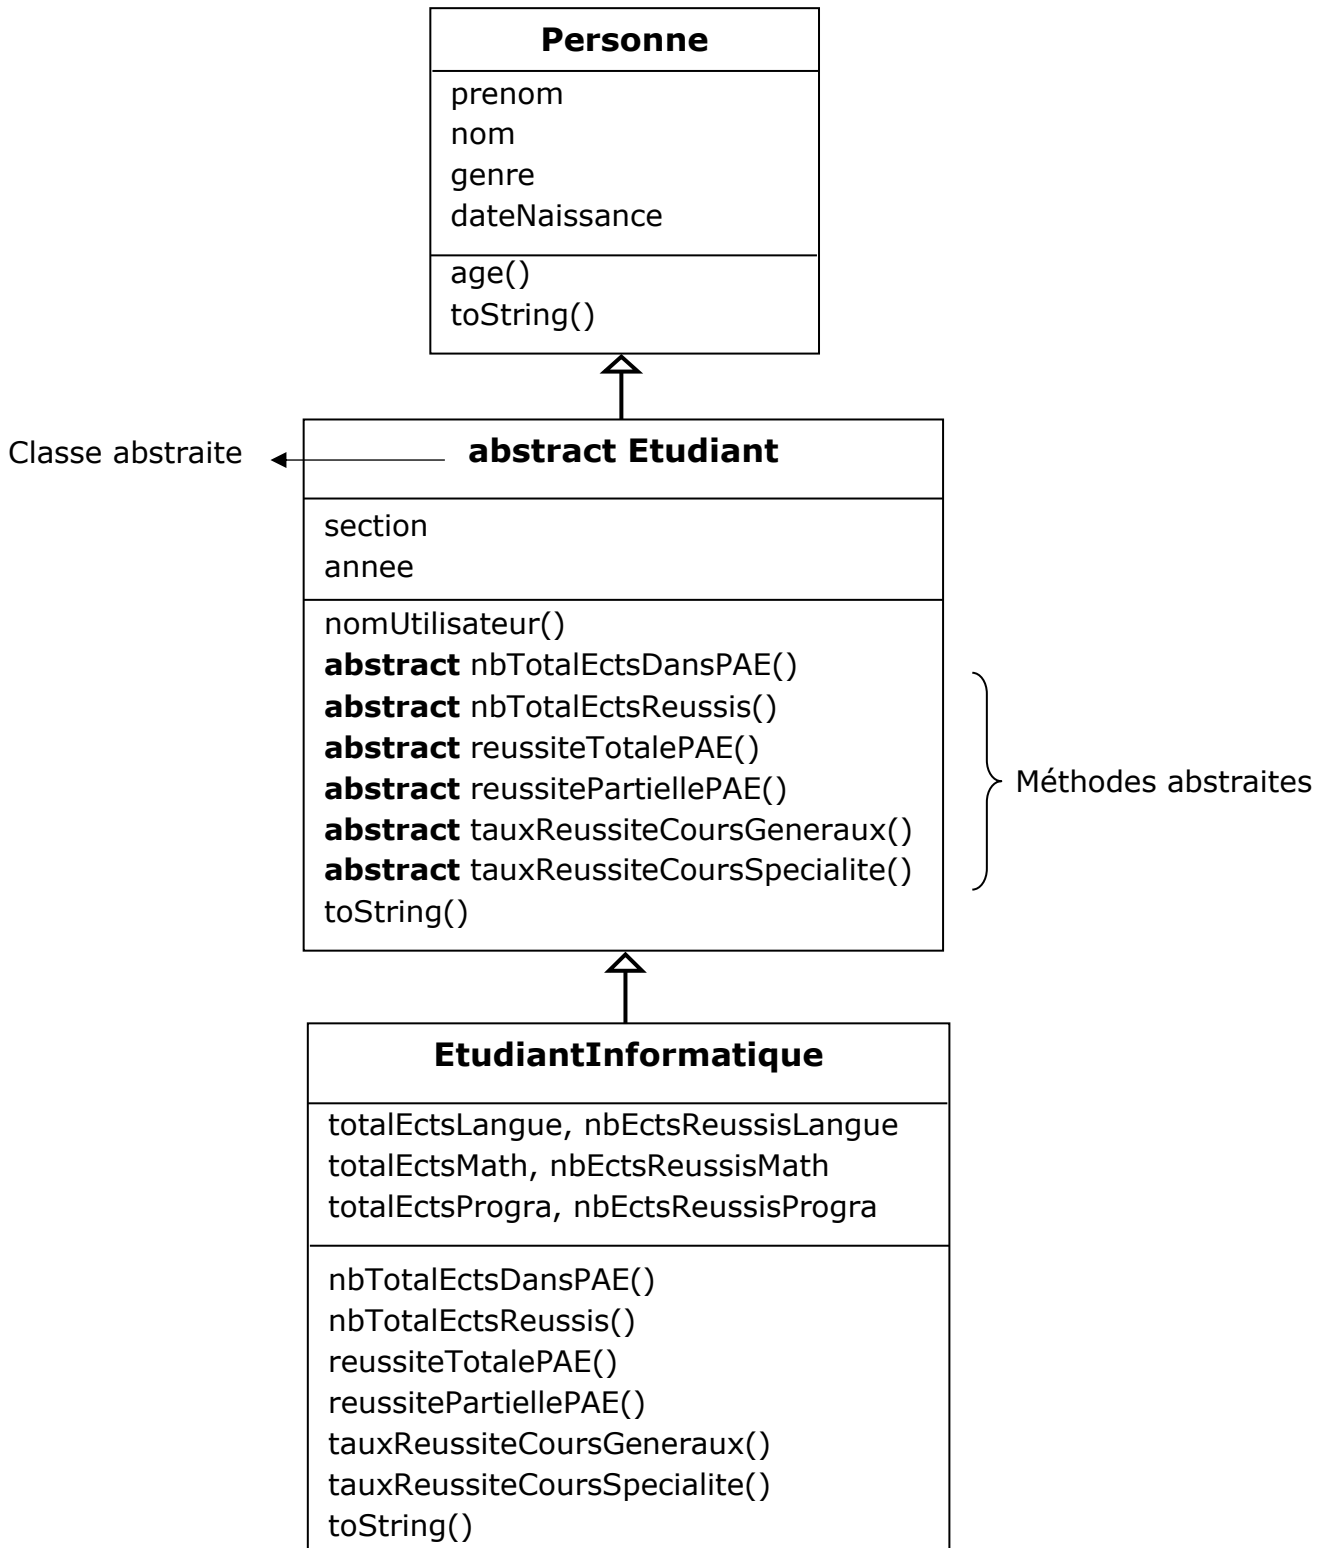 Personne
prenom
nom
genre
dateNaissance
age()
toString()
Classe abstraite
abstract Etudiant
section
annee
nomUtilisateur()
abstract nbTotalEctsDansPAE()
abstract nbTotalEctsReussis()
abstract reussiteTotalePAE()
abstract reussitePartiellePAE()
abstract tauxReussiteCoursGeneraux()
abstract tauxReussiteCoursSpecialite()
toString()
Méthodes abstraites
EtudiantInformatique
totalEctsLangue, nbEctsReussisLangue
totalEctsMath, nbEctsReussisMath
totalEctsProgra, nbEctsReussisProgra
nbTotalEctsDansPAE()
nbTotalEctsReussis()
reussiteTotalePAE()
reussitePartiellePAE()
tauxReussiteCoursGeneraux()
tauxReussiteCoursSpecialite()
toString()